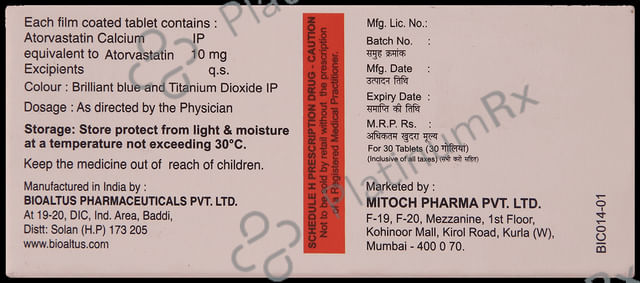 Each film coated tablet contains :
Atorvastatin Calcium IP
equivalent to Atorvastatin 10 mg
Excipients q.s.
Colour : Brilliant blue and Titanium Dioxide IP
Dosage : As directed by the Physician
Storage: Store protect from light & moisture
at a temperature not exceeding 30°C.
Keep the medicine out of reach of children.
Manufactured in India by :
BIOALTUS PHARMACEUTICALS PVT. LTD.
At 19-20, DIC, Ind. Area, Baddi,
Distt: Solan (H.P) 173 205
www.bioaltus.com
SCHEDULE H PRESCRIPTION DRUG - CAUTION
Not to be sold by retail without the prescription
of a Registered Medical Practitioner.
Mfg. Lic. No.:
Batch No. :
समुह क्रमांक
Mfg. Date :
उत्पादन तिथि
Expiry Date :
समाप्ति की तिथि
M.R.P. Rs. :
अधिकतम खुदरा मूल्य
For 30 Tablets (30 गोलियां)
(Inclusive of all taxes) (सभी करो सहित)
Marketed by :
MITOCH PHARMA PVT. LTD.
F-19, F-20, Mezzanine, 1st Floor,
Kohinoor Mall, Kirol Road, Kurla (W),
Mumbai - 400 0 70.
BIC014-01
PlatinumRx